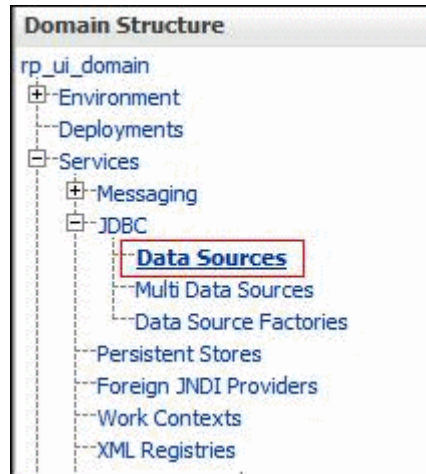 Domain Structure
rp_ui_domain
Environment
Deployments
Services
Messaging
JDBC
Data Sources
Multi Data Sources
Data Source Factories
Persistent Stores
Foreign JNDI Providers
Work Contexts
XML Registries